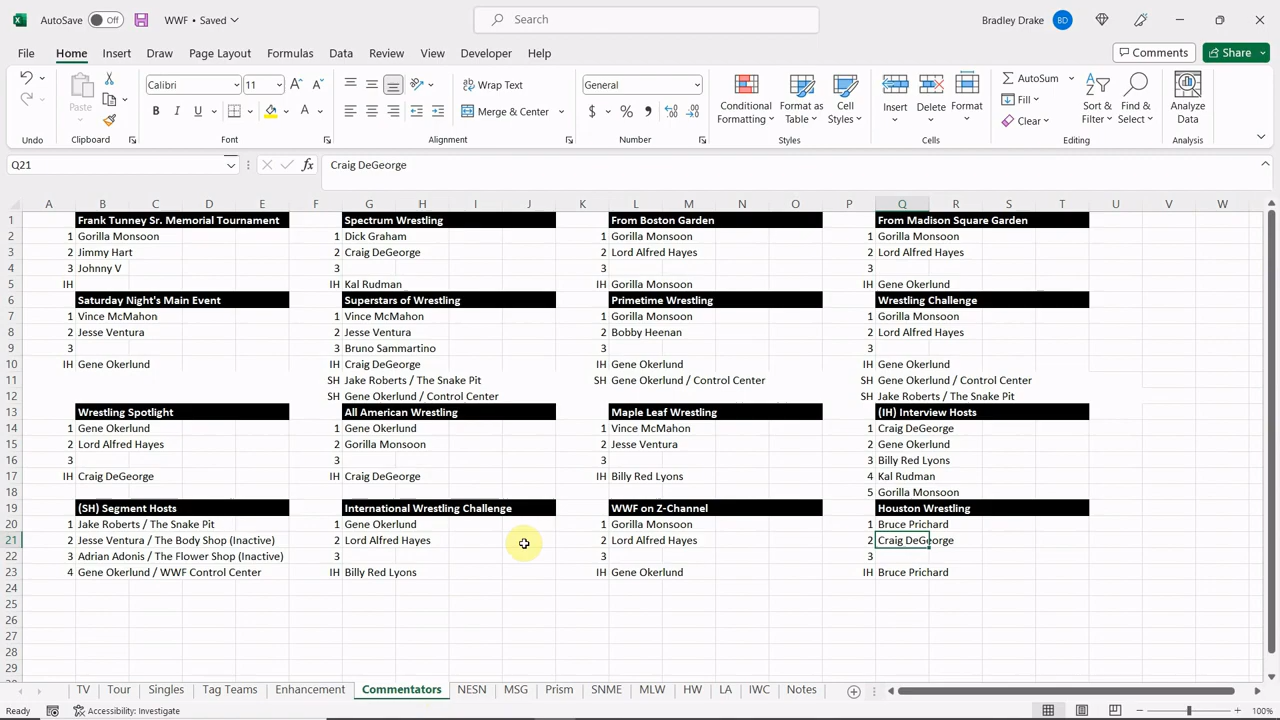 AutoSave Off WWF • Saved Search Bradley Drake BD
File Home Insert Draw Page Layout Formulas Data Review View Developer Help Comments Share
Calibri 11 Wrap Text General AutoSum
Paste B I U Merge & Center $ % Conditional Formatting Format as Table Cell Styles Insert Delete Format Fill Clear Sort & Filter Find & Select Analyze Data
Undo Clipboard Font Alignment Number Styles Cells Editing Analysis
Q21 fx Craig DeGeorge
A B C D E F G H I J K L M N O P Q R S T U V W
1 Frank Tunney Sr. Memorial Tournament Spectrum Wrestling From Boston Garden From Madison Square Garden
2 1 Gorilla Monsoon 1 Dick Graham 1 Gorilla Monsoon 1 Gorilla Monsoon
3 2 Jimmy Hart 2 Craig DeGeorge 2 Lord Alfred Hayes 2 Lord Alfred Hayes
4 3 Johnny V 3 3 3
5 IH IH Kal Rudman IH Gorilla Monsoon IH Gene Okerlund
6 Saturday Night's Main Event Superstars of Wrestling Primetime Wrestling Wrestling Challenge
7 1 Vince McMahon 1 Vince McMahon 1 Gorilla Monsoon 1 Gorilla Monsoon
8 2 Jesse Ventura 2 Jesse Ventura 2 Bobby Heenan 2 Lord Alfred Hayes
9 3 3 Bruno Sammartino 3 3
10 IH Gene Okerlund IH Craig DeGeorge IH Gene Okerlund IH Gene Okerlund
11 SH Jake Roberts / The Snake Pit SH Gene Okerlund / Control Center SH Gene Okerlund / Control Center
12 SH Gene Okerlund / Control Center SH Jake Roberts / The Snake Pit
13 Wrestling Spotlight All American Wrestling Maple Leaf Wrestling (IH) Interview Hosts
14 1 Gene Okerlund 1 Gene Okerlund 1 Vince McMahon 1 Craig DeGeorge
15 2 Lord Alfred Hayes 2 Gorilla Monsoon 2 Jesse Ventura 2 Gene Okerlund
16 3 3 3 3 Billy Red Lyons
17 IH Craig DeGeorge IH Craig DeGeorge IH Billy Red Lyons 4 Kal Rudman
18 5 Gorilla Monsoon
19 (SH) Segment Hosts International Wrestling Challenge WWF on Z-Channel Houston Wrestling
20 1 Jake Roberts / The Snake Pit 1 Gene Okerlund 1 Gorilla Monsoon 1 Bruce Prichard
21 2 Jesse Ventura / The Body Shop (Inactive) 2 Lord Alfred Hayes 2 Lord Alfred Hayes 2 Craig DeGeorge
22 3 Adrian Adonis / The Flower Shop (Inactive) 3 3 3
23 4 Gene Okerlund / WWF Control Center IH Billy Red Lyons IH Gene Okerlund IH Bruce Prichard
24
25
26
27
28
29
TV Tour Singles Tag Teams Enhancement Commentators NESN MSG Prism SNME MLW HW LA IWC Notes
Ready Accessibility: Investigate 100%